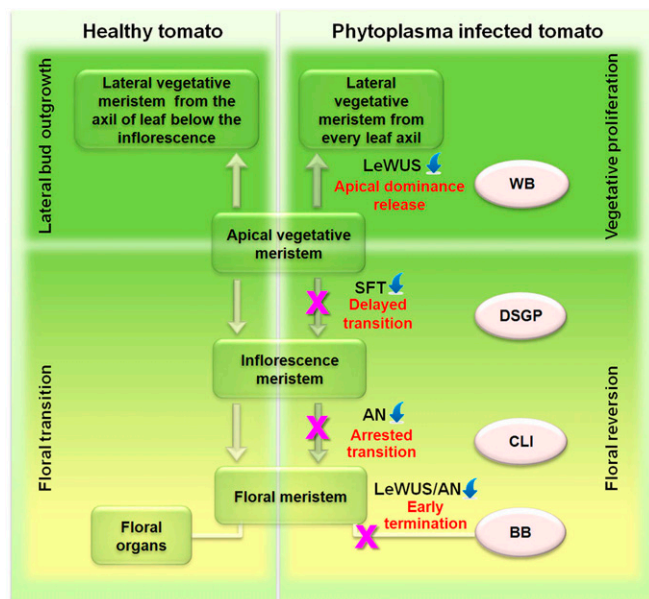 Healthy tomato
Phytoplasma infected tomato
Lateral bud outgrowth
Lateral vegetative
meristem from the
axil of leaf below the
inflorescence
Lateral
vegetative
meristem from
every leaf axil
Vegetative proliferation
LeWUS
Apical dominance
release
WB
Apical vegetative
meristem
SFT
Delayed
transition
DSGP
X
Inflorescence
meristem
Floral transition
Floral reversion
AN
Arrested
transition
X
CLI
Floral meristem
LeWUS/AN
Early
termination
Floral
organs
X
BB